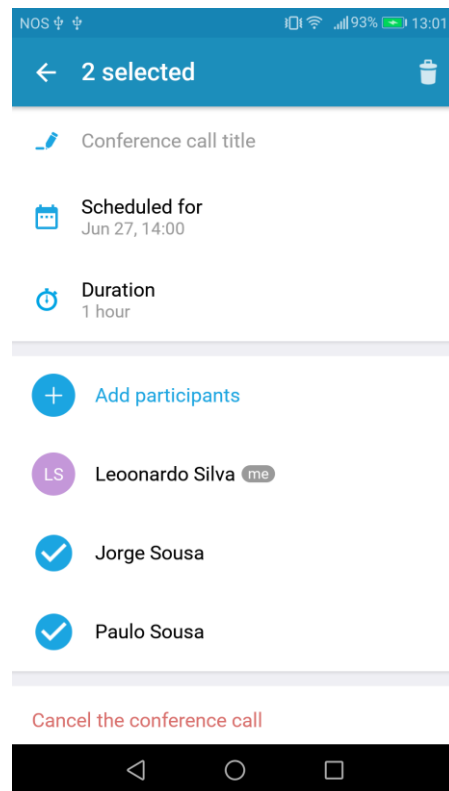 NOS 93% 13:01
2 selected
Conference call title
Scheduled for
Jun 27, 14:00
Duration
1 hour
Add participants
LS Leoonardo Silva me
Jorge Sousa
Paulo Sousa
Cancel the conference call